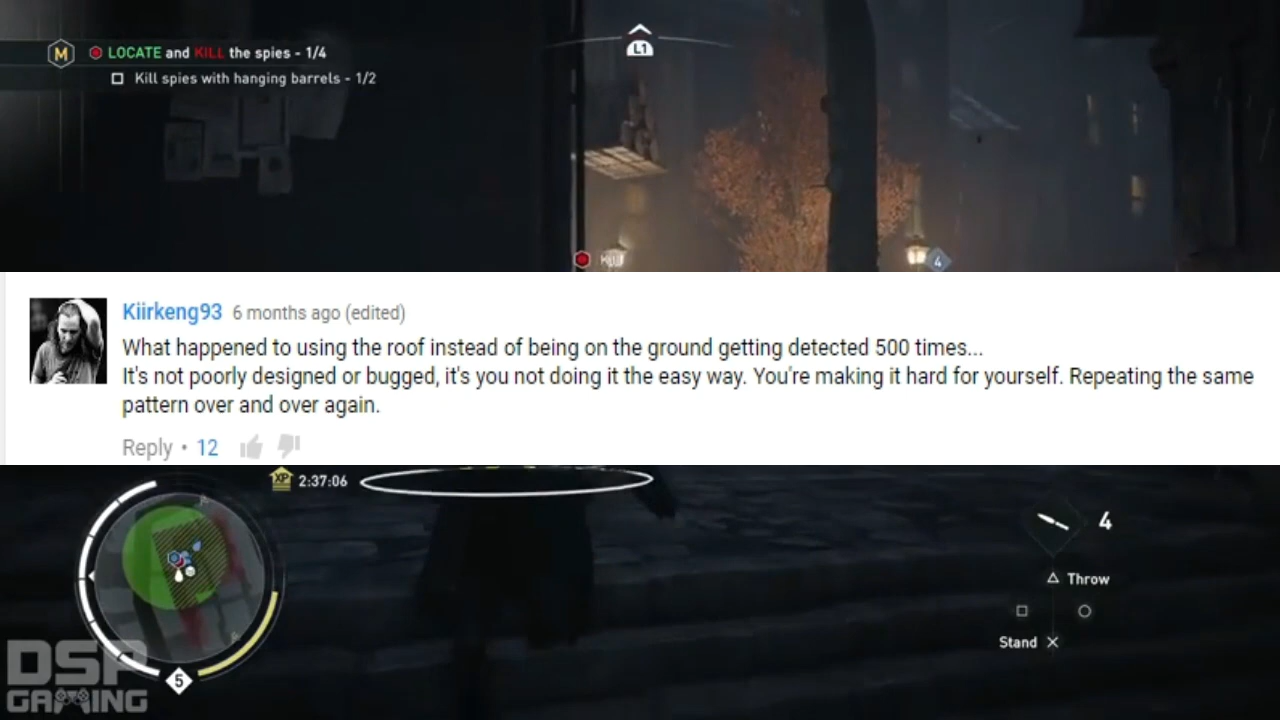 M LOCATE and KILL the spies - 1/4
Kill spies with hanging barrels - 1/2
L1
Kill
4
Kiirkeng93 6 months ago (edited)
What happened to using the roof instead of being on the ground getting detected 500 times...
It's not poorly designed or bugged, it's you not doing it the easy way. You're making it hard for yourself. Repeating the same
pattern over and over again.
Reply • 12
XP 2:37:06
4
Throw
Stand
5
DSP
GAMING